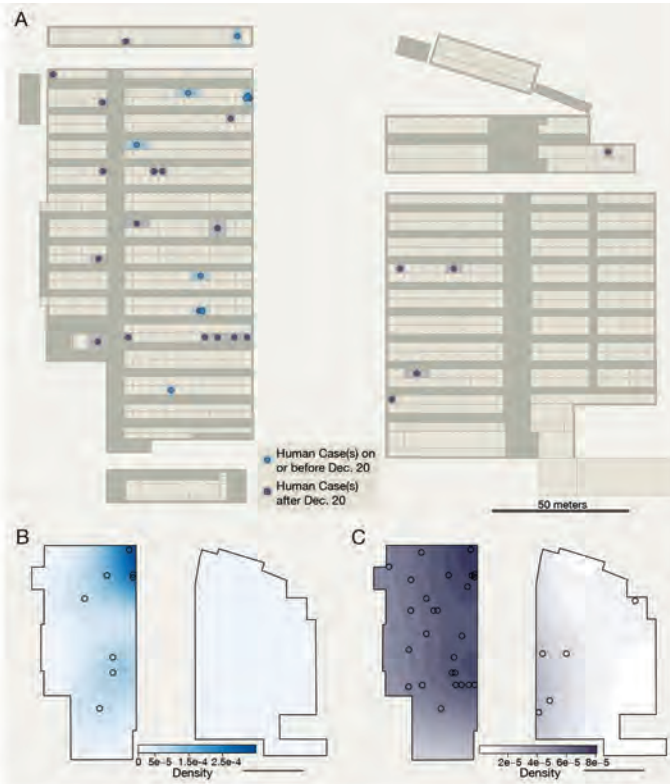 A
Human Case(s) on
or before Dec. 20
Human Case(s)
after Dec. 20
50 meters
B
C
0 5e-5 1.5e-4 2.5e-4
Density
2e-5 4e-5 6e-5 8e-5
Density